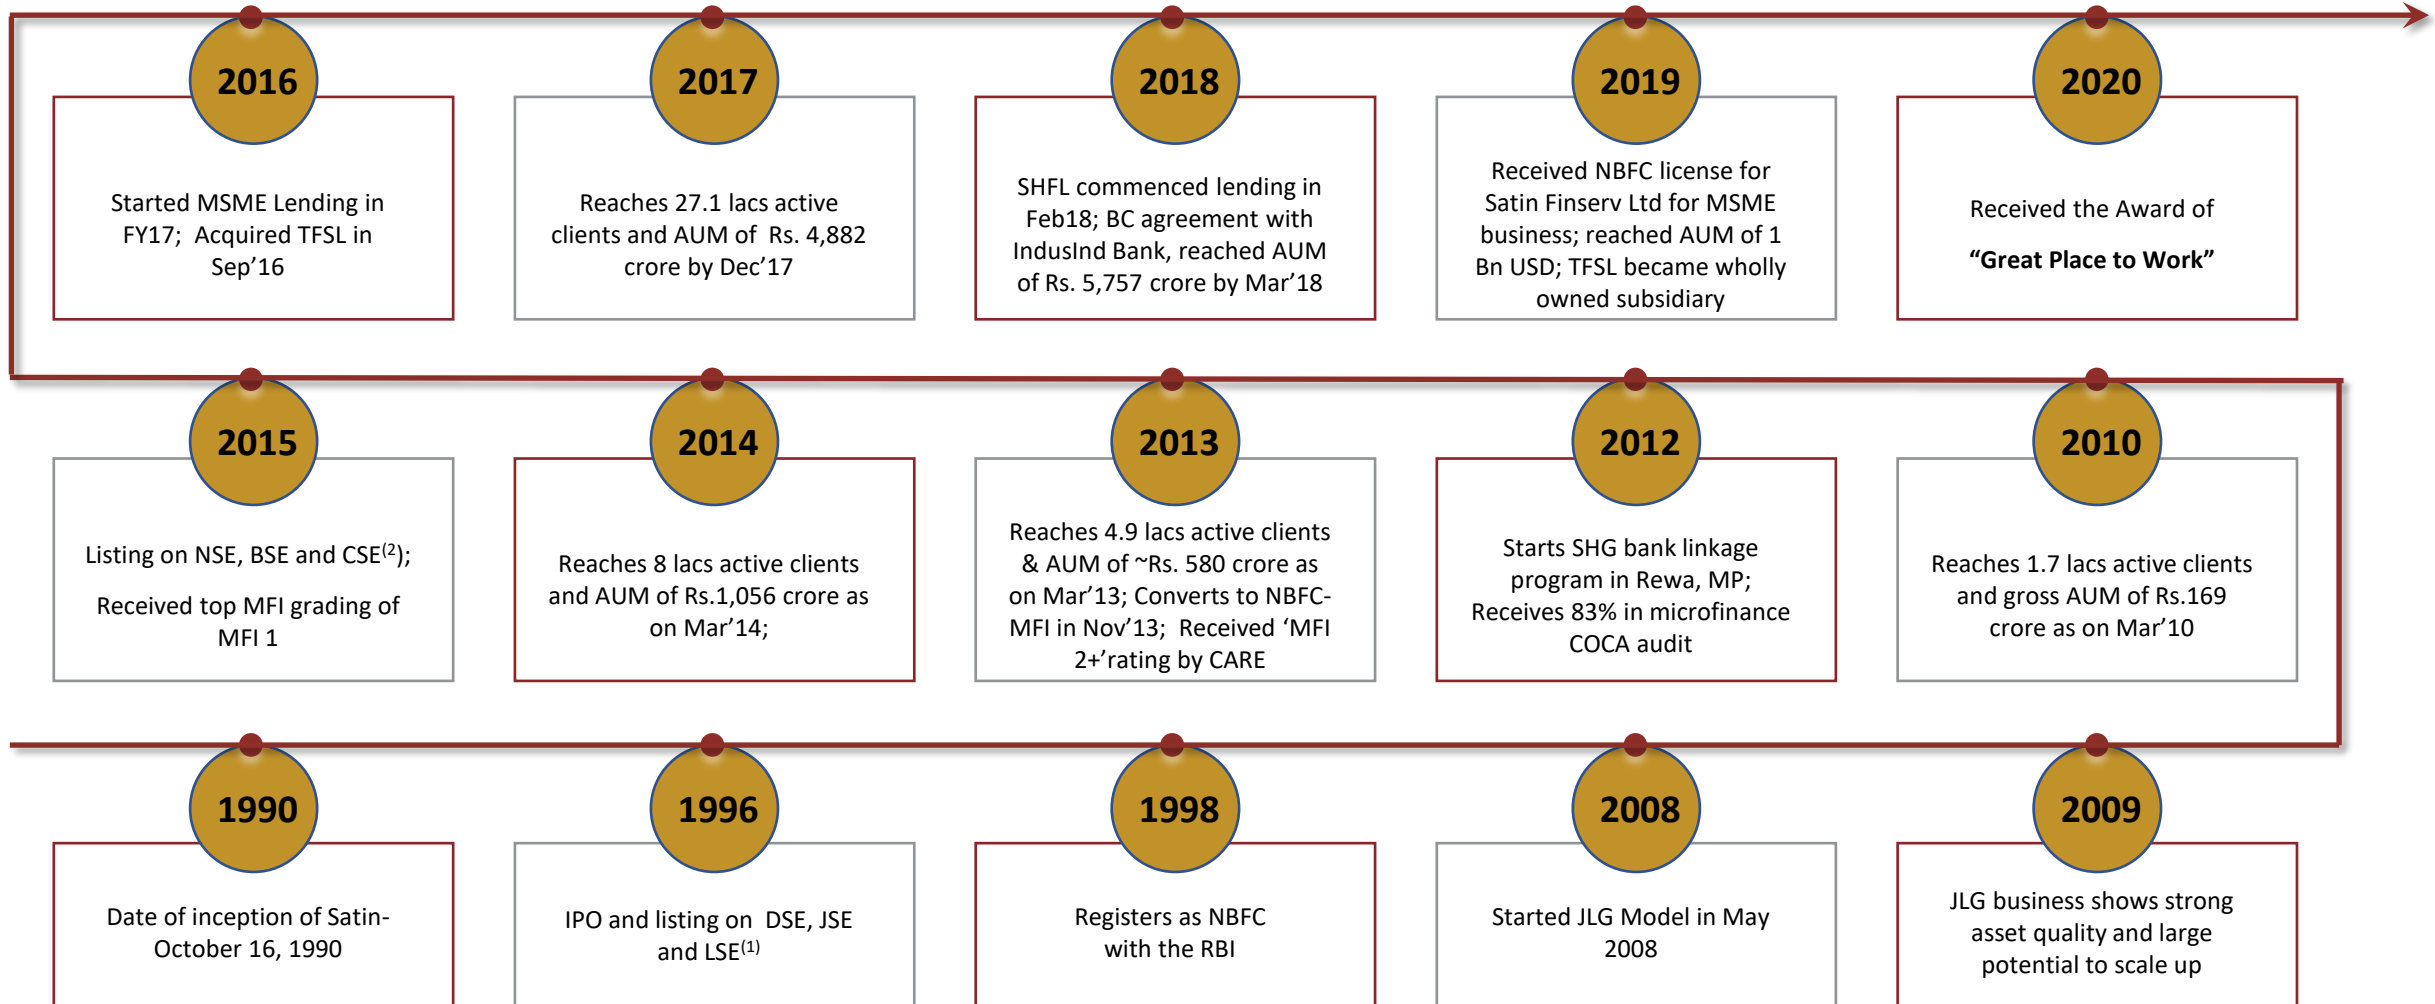 2016
Started MSME Lending in
FY17; Acquired TFSL in
Sep’16
2017
Reaches 27.1 lacs active
clients and AUM of Rs. 4,882
crore by Dec’17
2018
SHFL commenced lending in
Feb18; BC agreement with
IndusInd Bank, reached AUM
of Rs. 5,757 crore by Mar’18
2019
Received NBFC license for
Satin Finserv Ltd for MSME
business; reached AUM of 1
Bn USD; TFSL became wholly
owned subsidiary
2020
Received the Award of
“Great Place to Work”
2015
Listing on NSE, BSE and CSE(2);
Received top MFI grading of
MFI 1
2014
Reaches 8 lacs active clients
and AUM of Rs.1,056 crore as
on Mar’14;
2013
Reaches 4.9 lacs active clients
& AUM of ~Rs. 580 crore as
on Mar’13; Converts to NBFC-
MFI in Nov’13; Received ‘MFI
2+’rating by CARE
2012
Starts SHG bank linkage
program in Rewa, MP;
Receives 83% in microfinance
COCA audit
2010
Reaches 1.7 lacs active clients
and gross AUM of Rs.169
crore as on Mar’10
1990
Date of inception of Satin-
October 16, 1990
1996
IPO and listing on DSE, JSE
and LSE(1)
1998
Registers as NBFC
with the RBI
2008
Started JLG Model in May
2008
2009
JLG business shows strong
asset quality and large
potential to scale up